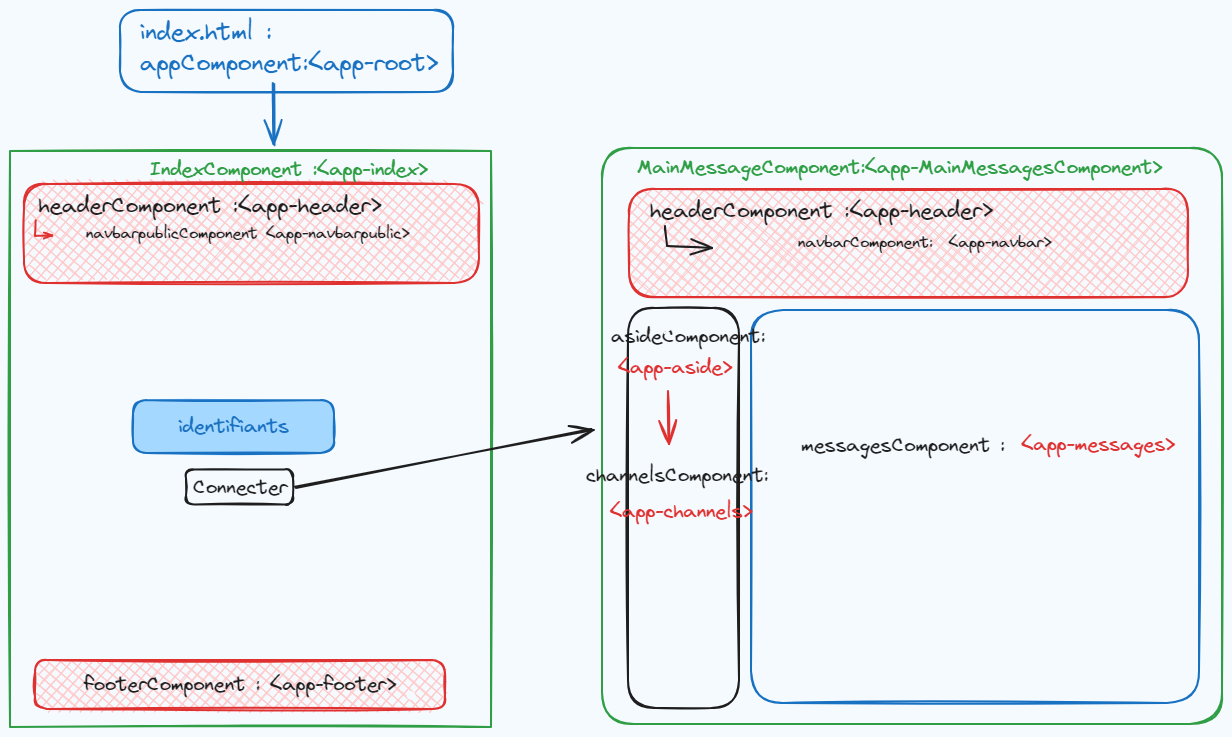 index.html :
appComponent:<app-root>
IndexComponent :<app-index>
headerComponent :<app-header>
navbarpublicComponent <app-navbarpublic>
identifiants
Connecter
footerComponent : <app-footer>
MainMessageComponent:<app-MainMessagesComponent>
headerComponent :<app-header>
navbarComponent: <app-navbar>
asideComponent:
<app-aside>
channelsComponent:
<app-channels>
messagesComponent : <app-messages>